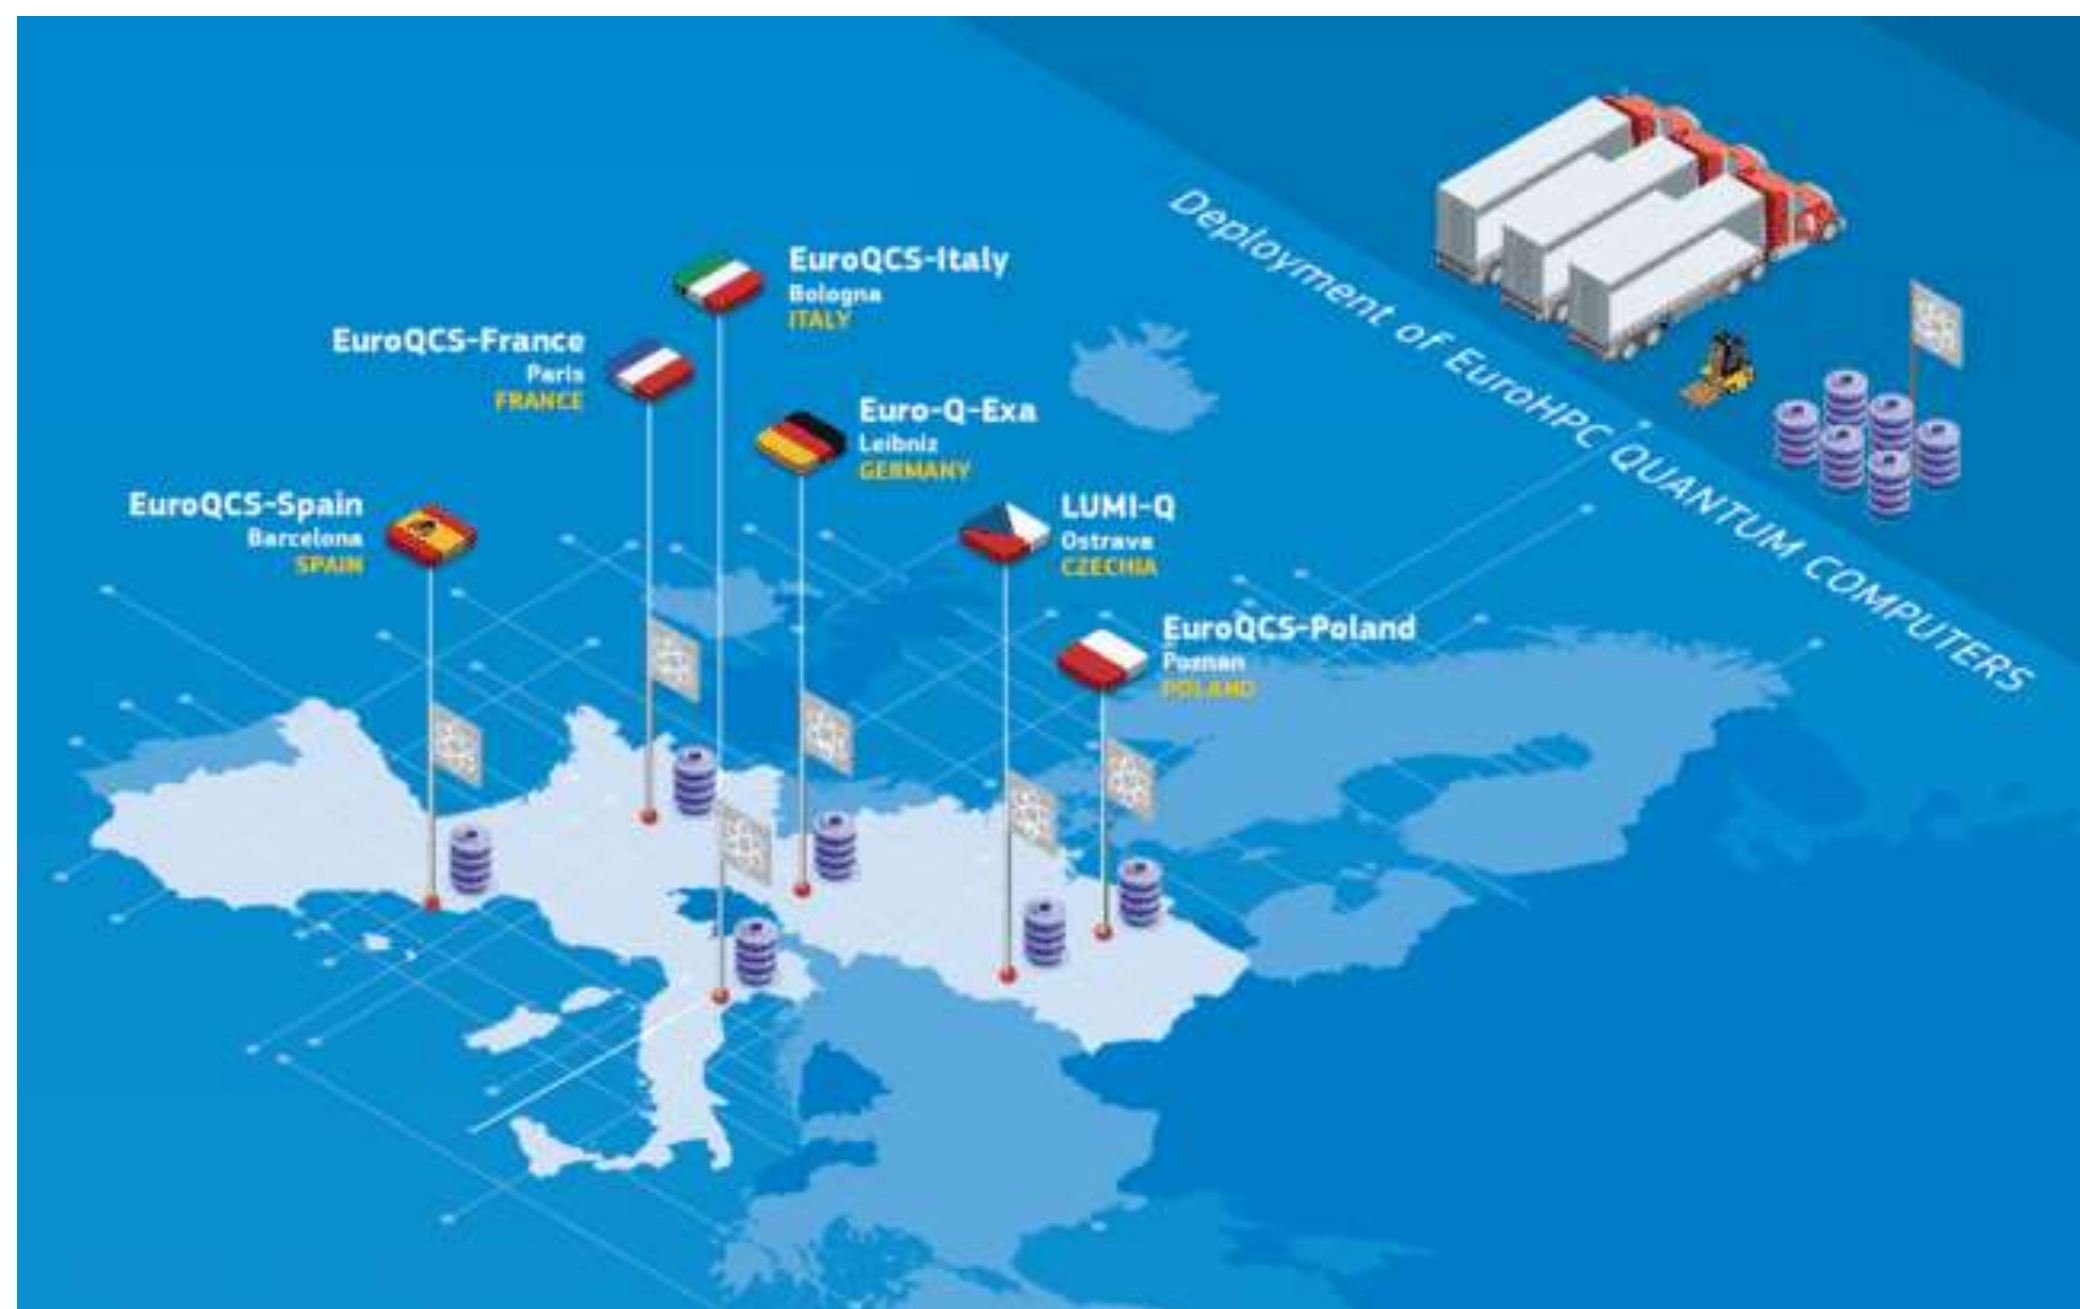 Deployment of EuroHPC QUANTUM COMPUTERS
EuroQCS-Italy
Bologna
ITALY
EuroQCS-France
Paris
FRANCE
Euro-Q-Exa
Leibniz
GERMANY
EuroQCS-Spain
Barcelona
SPAIN
LUMI-Q
Ostrava
CZECHIA
EuroQCS-Poland
Poznan
POLAND